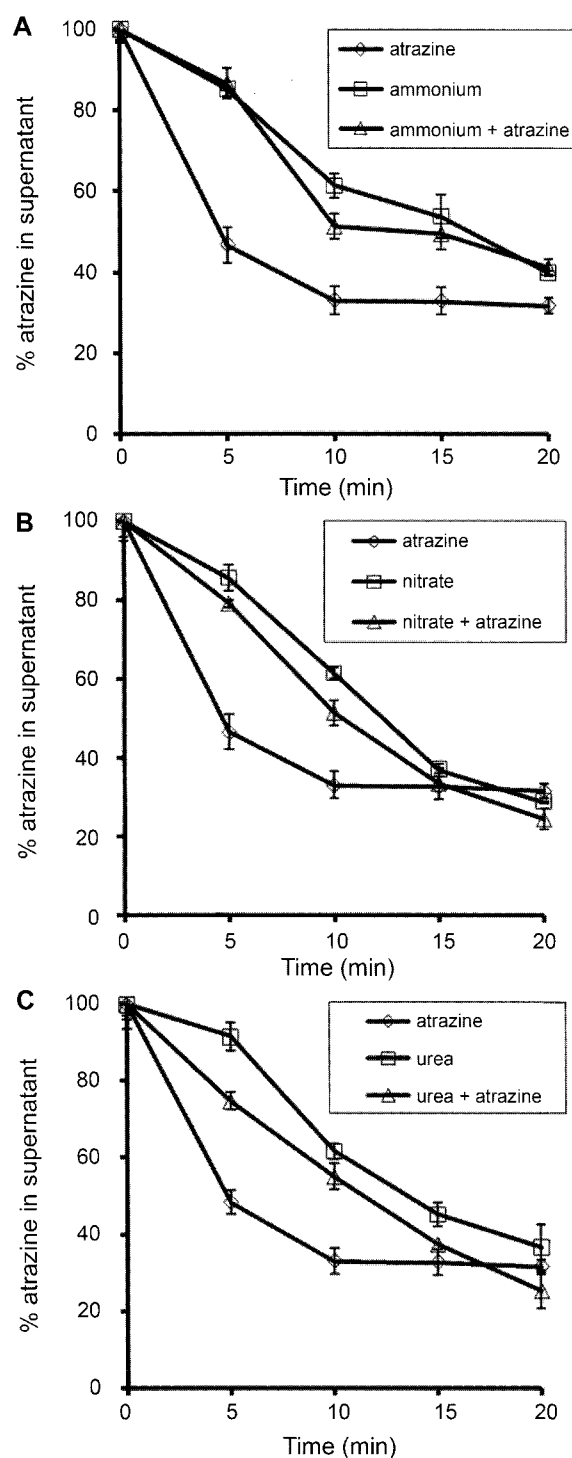 A
100
80
60
40
20
0
% atrazine in supernatant
atrazine
ammonium
ammonium + atrazine
0 5 10 15 20
Time (min)
B
100
80
60
40
20
0
% atrazine in supernatant
atrazine
nitrate
nitrate + atrazine
0 5 10 15 20
Time (min)
C
100
80
60
40
20
0
% atrazine in supernatant
atrazine
urea
urea + atrazine
0 5 10 15 20
Time (min)